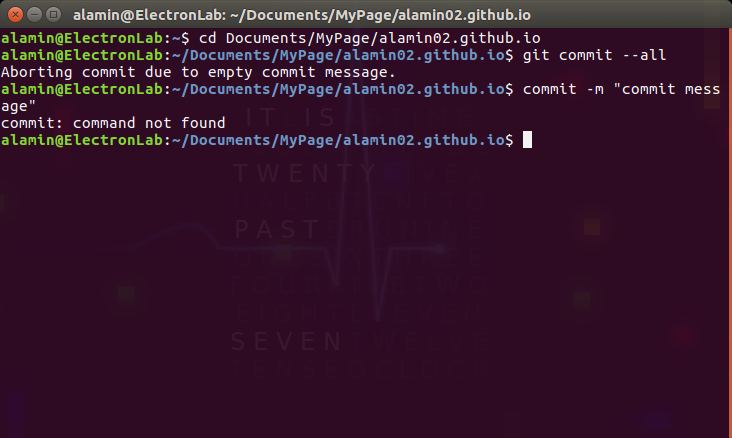 alamin@ElectronLab: ~/Documents/MyPage/alamin02.github.io
alamin@ElectronLab:~$ cd Documents/MyPage/alamin02.github.io
alamin@ElectronLab:~/Documents/MyPage/alamin02.github.io$ git commit --all
Aborting commit due to empty commit message.
alamin@ElectronLab:~/Documents/MyPage/alamin02.github.io$ commit -m "commit mess
age"
commit: command not found
alamin@ElectronLab:~/Documents/MyPage/alamin02.github.io$
IT IS
TWENTY
PAST
SEVEN